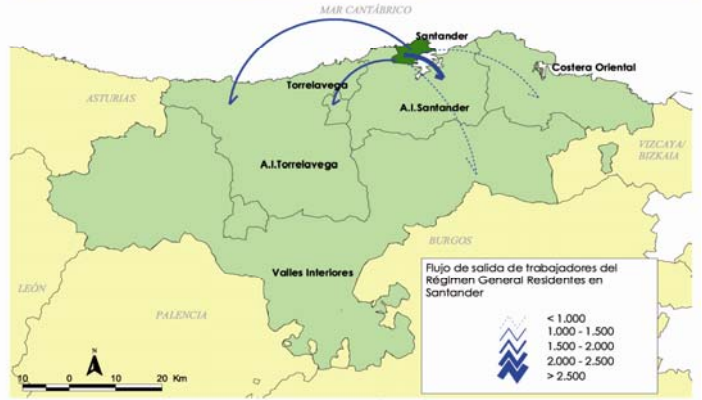 MAR CANTÁBRICO
Santander
Costera Oriental
Torrelavega
ASTURIAS
A.I.Santander
VIZCAYA/
BIZKAIA
A.I.Torrelavega
BURGOS
Valles Interiores
LEÓN
PALENCIA
Flujo de salida de trabajadores del
Régimen General Residentes en
Santander
< 1.000
1.000 - 1.500
1.500 - 2.000
2.000 - 2.500
> 2.500
N
10 0 10 20 Km